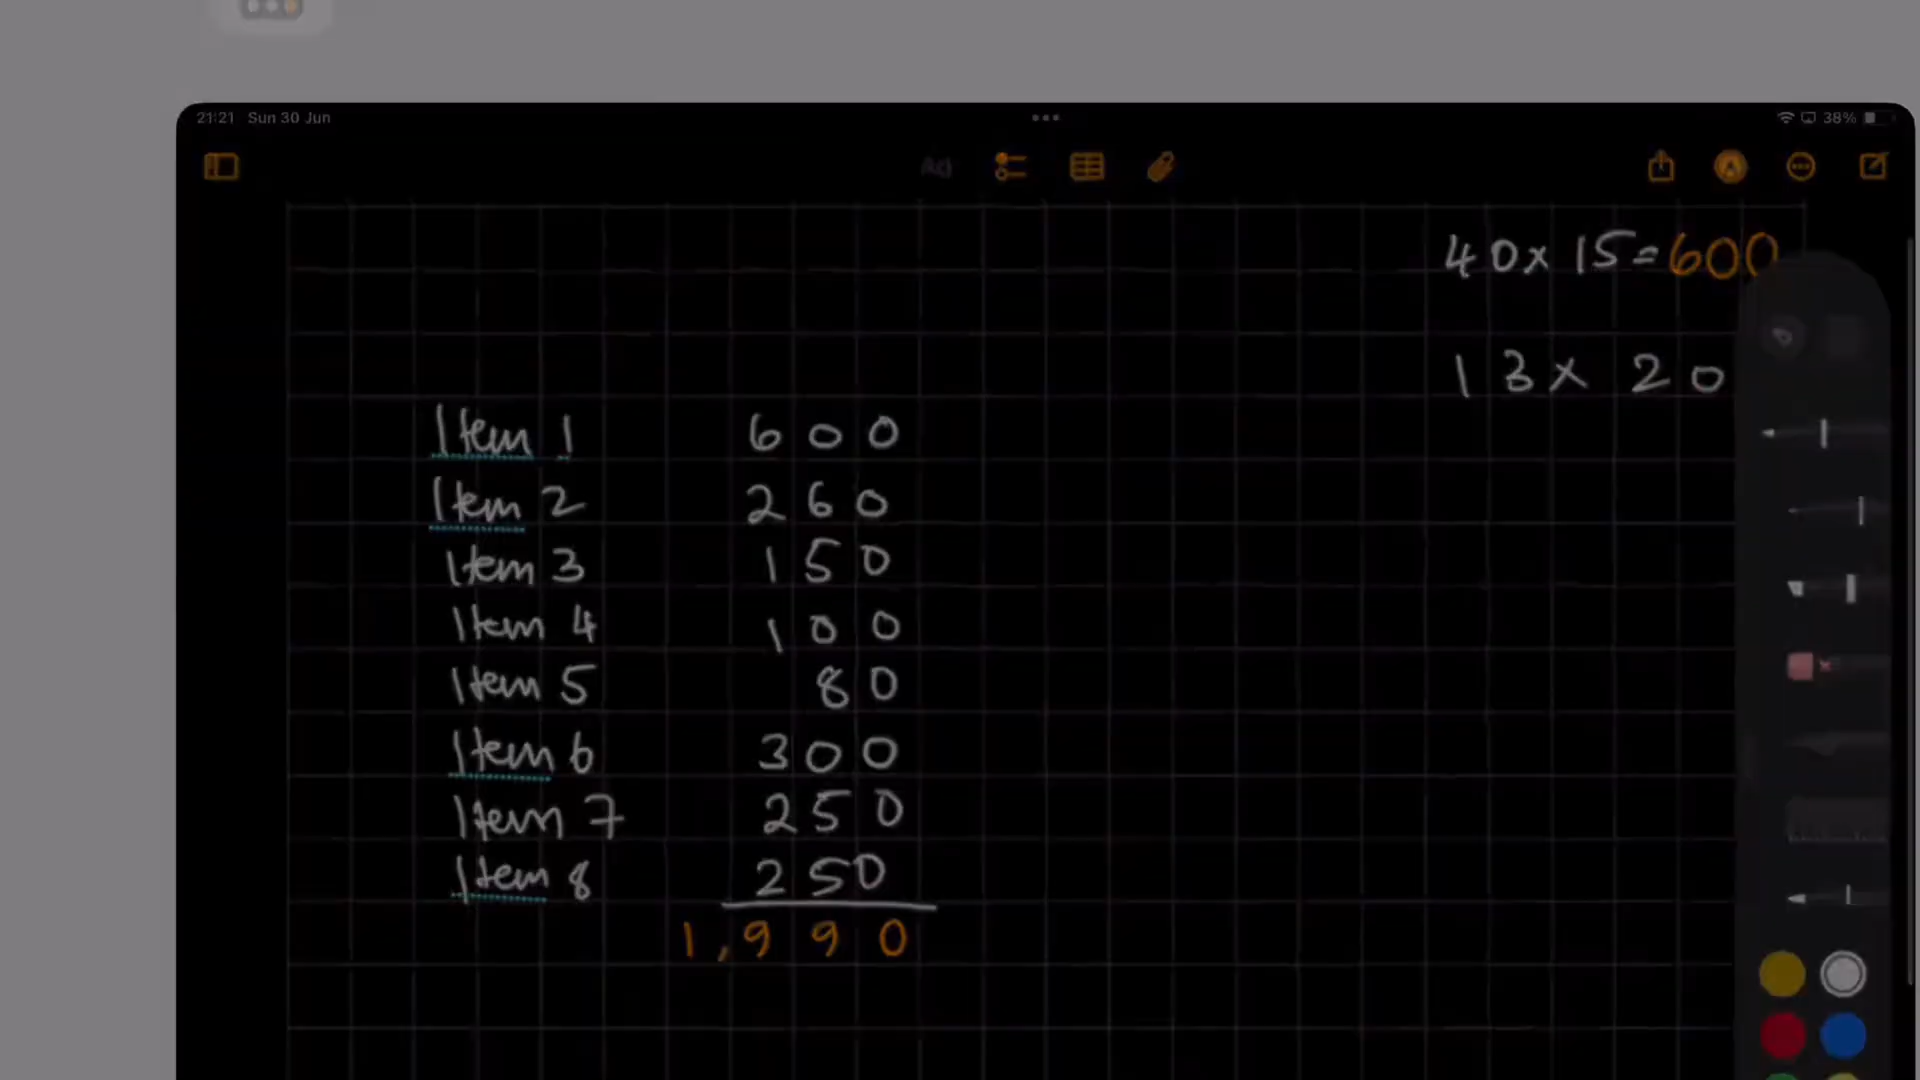 21:21 Sun 30 Jun
38%
Aa
40x 15=600
13x 20
Item 1 600
Item 2 260
Item 3 150
Item 4 100
Item 5 80
Item 6 300
Item 7 250
Item 8 250
1,990